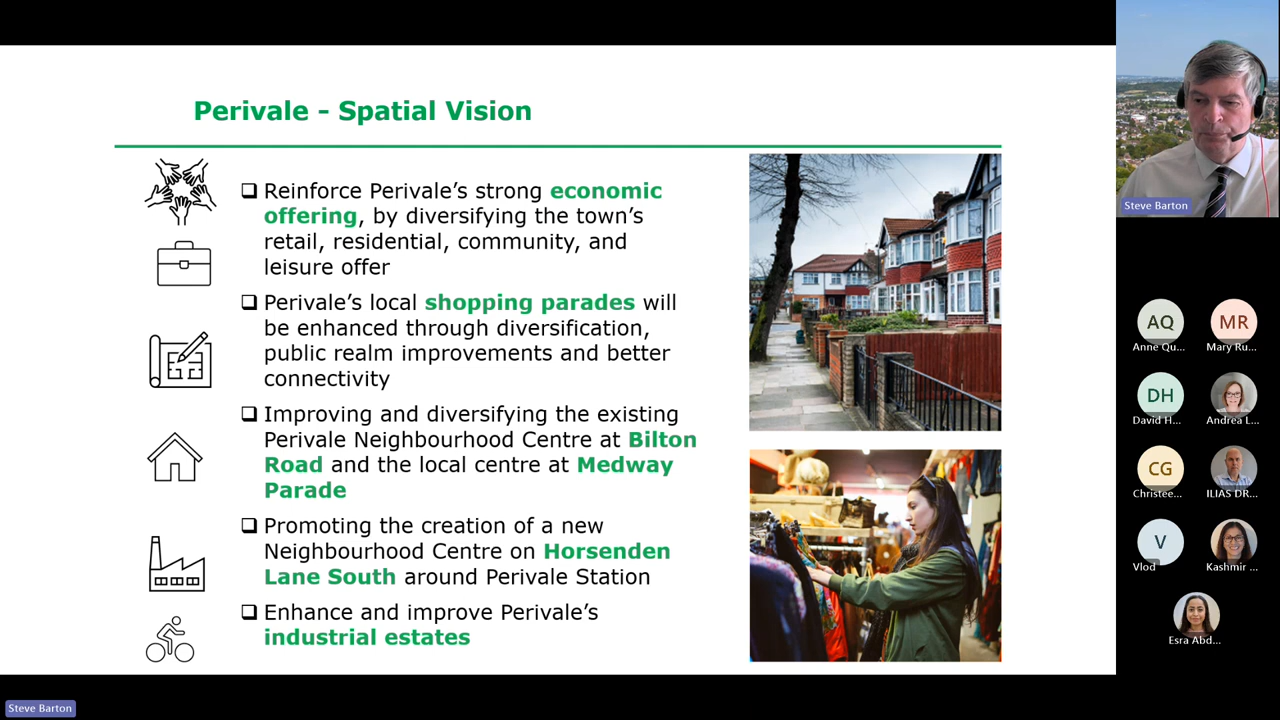 Perivale - Spatial Vision
Reinforce Perivale's strong economic
offering, by diversifying the town's
retail, residential, community, and
leisure offer
Perivale's local shopping parades will
be enhanced through diversification,
public realm improvements and better
connectivity
Improving and diversifying the existing
Perivale Neighbourhood Centre at Bilton
Road and the local centre at Medway
Parade
Promoting the creation of a new
Neighbourhood Centre on Horsenden
Lane South around Perivale Station
Enhance and improve Perivale's
industrial estates
Steve Barton
AQ
Anne Qu...
MR
Mary Ru...
DH
David H...
Andrea L...
CG
Christee...
ILIAS DR...
V
Vlod
Kashmir ...
Esra Abd...
Steve Barton